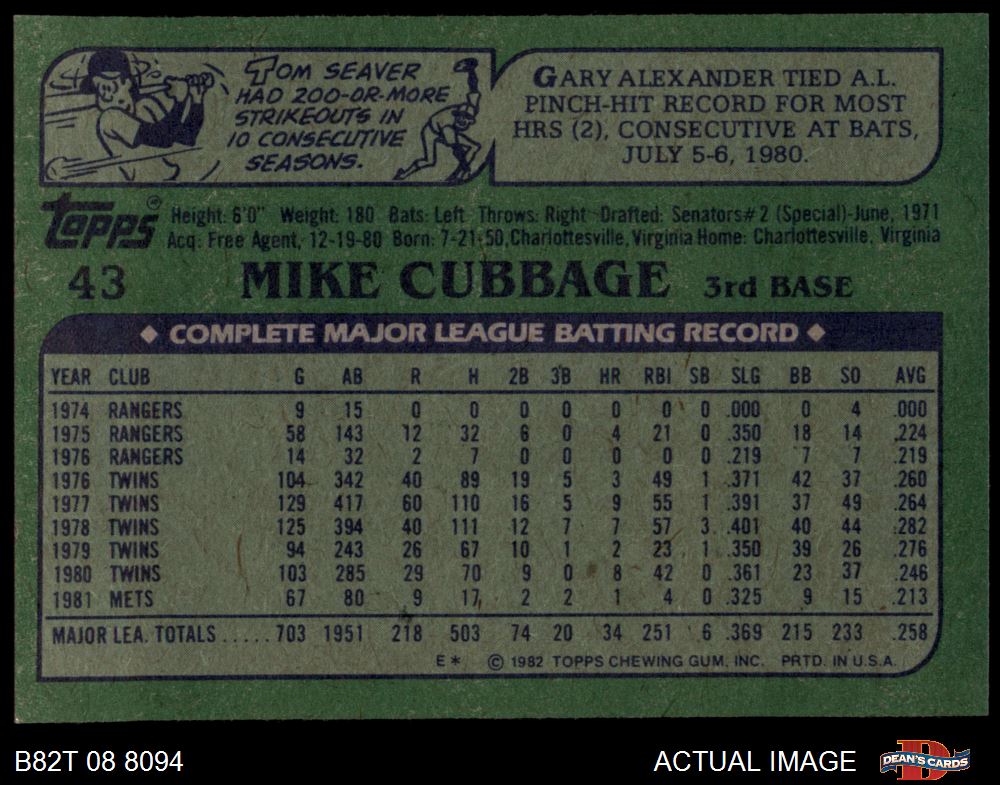 TOM SEAVER
HAD 200-OR-MORE
STRIKEOUTS IN
10 CONSECUTIVE
SEASONS.
GARY ALEXANDER TIED A.L.
PINCH-HIT RECORD FOR MOST
HRS (2), CONSECUTIVE AT BATS,
JULY 5-6, 1980.
Topps ®
Height: 6'0" Weight: 180 Bats: Left Throws: Right Drafted: Senators #2 (Special)-June, 1971
Acq: Free Agent, 12-19-80 Born: 7-21-50, Charlottesville, Virginia Home: Charlottesville, Virginia
43 MIKE CUBBAGE 3rd BASE
◆ COMPLETE MAJOR LEAGUE BATTING RECORD ◆
YEAR CLUB G AB R H 2B 3B HR RBI SB SLG BB SO AVG
1974 RANGERS 9 15 0 0 0 0 0 0 0 .000 0 4 .000
1975 RANGERS 58 143 12 32 6 0 4 21 0 .350 18 14 .224
1976 RANGERS 14 32 2 7 0 0 0 0 0 .219 7 7 .219
1976 TWINS 104 342 40 89 19 5 3 49 1 .371 42 37 .260
1977 TWINS 129 417 60 110 16 5 9 55 1 .391 37 49 .264
1978 TWINS 125 394 40 111 12 7 7 57 3 .401 40 44 .282
1979 TWINS 94 243 26 67 10 1 2 23 1 .350 39 26 .276
1980 TWINS 103 285 29 70 9 0 8 42 0 .361 23 37 .246
1981 METS 67 80 9 17 2 2 1 4 0 .325 9 15 .213
MAJOR LEA. TOTALS ..... 703 1951 218 503 74 20 34 251 6 .369 215 233 .258
E* © 1982 TOPPS CHEWING GUM, INC. PRTD. IN U.S.A.
B82T 08 8094 ACTUAL IMAGE DEAN'S CARDS